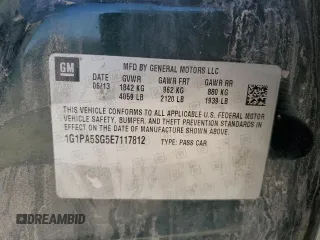 GM
MFD BY GENERAL MOTORS LLC
DATE GVWR GAWR FRT GAWR RR
06/13 1842 KG 962 KG 880 KG
4059 LB 2120 LB 1939 LB
THIS VEHICLE CONFORMS TO ALL APPLICABLE U.S. FEDERAL MOTOR
VEHICLE SAFETY, BUMPER, AND THEFT PREVENTION STANDARDS
IN EFFECT ON THE DATE OF MANUFACTURE SHOWN ABOVE.
1G1PA5SG5E7117812 TYPE: PASS CAR
DREAMBID